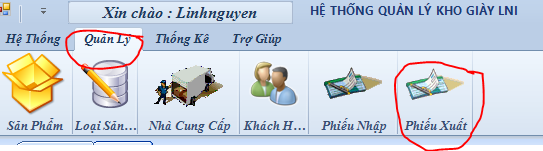 Xin chào : Linhnguyen HỆ THỐNG QUẢN LÝ KHO GIÀY LNI
Hệ Thống Quản Lý Thống Kê Trợ Giúp
Sản Phẩm Loại Sản... Nhà Cung Cấp Khách H... Phiếu Nhập Phiếu Xuất